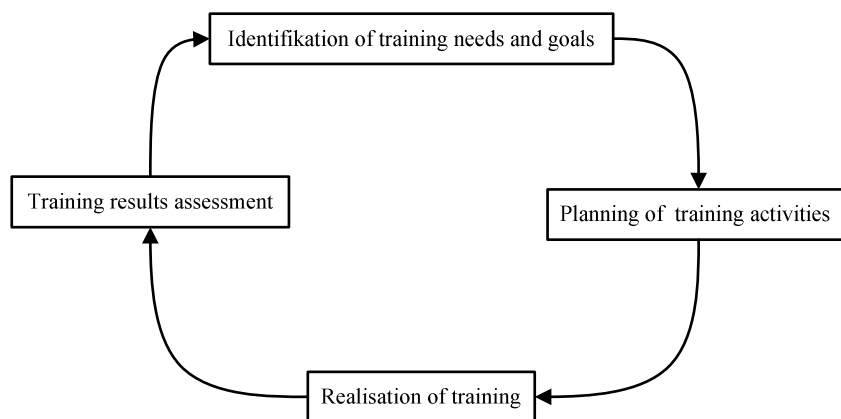 Identifikation of training needs and goals
Training results assessment
Planning of training activities
Realisation of training